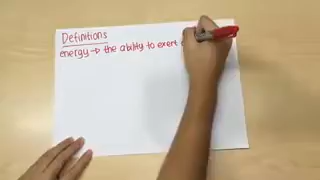 Definitions
energy → the ability to exert